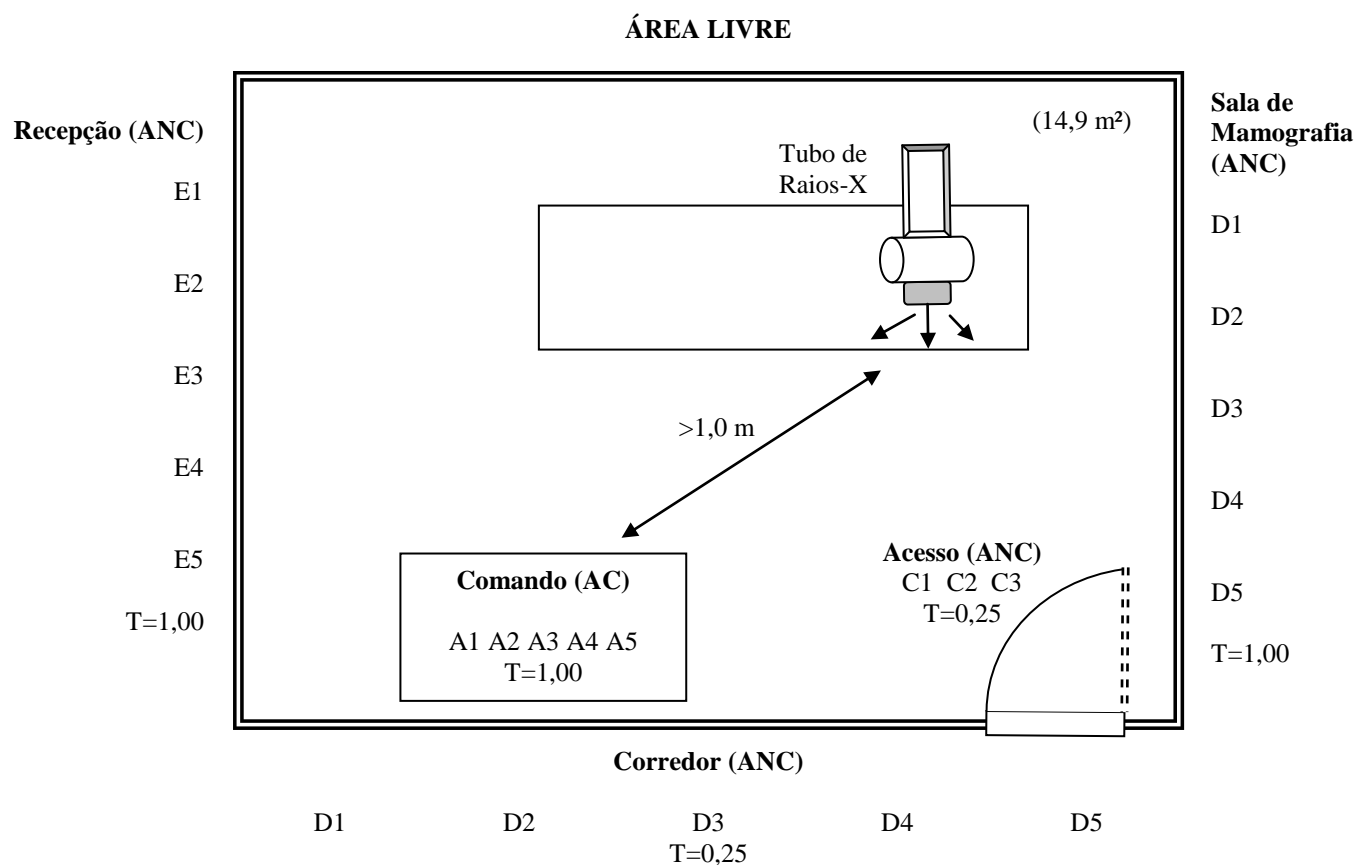 ÁREA LIVRE
Recepção (ANC)
E1
E2
E3
E4
E5
T=1,00
(14,9 m²)
Tubo de
Raios-X
>1,0 m
Comando (AC)
A1 A2 A3 A4 A5
T=1,00
Acesso (ANC)
C1 C2 C3
T=0,25
Sala de
Mamografia
(ANC)
D1
D2
D3
D4
D5
T=1,00
Corredor (ANC)
D1 D2 D3 D4 D5
T=0,25